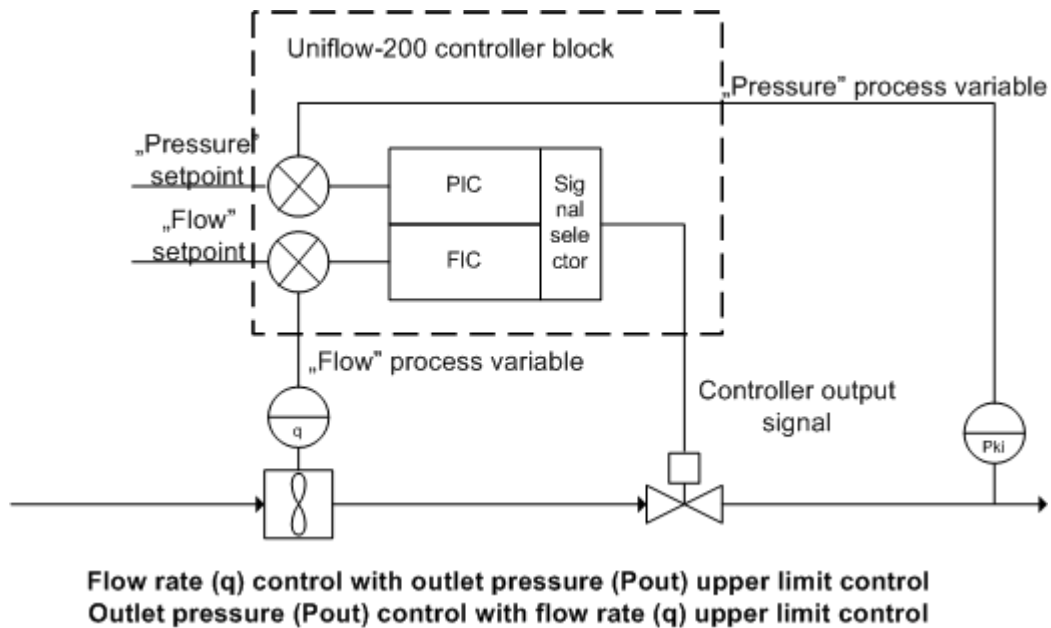 Uniflow-200 controller block
„Pressure” process variable
„Pressure”
setpoint
„Flow”
setpoint
PIC
FIC
Sig
nal
sele
ctor
„Flow” process variable
q
Controller output
signal
Pki
Flow rate (q) control with outlet pressure (Pout) upper limit control
Outlet pressure (Pout) control with flow rate (q) upper limit control